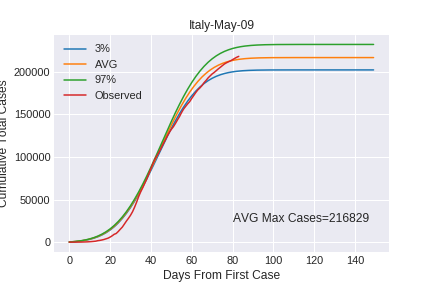 Italy-May-09
Cumulative Total Cases
200000
150000
100000
50000
0
3%
AVG
97%
Observed
AVG Max Cases=216829
0 20 40 60 80 100 120 140
Days From First Case